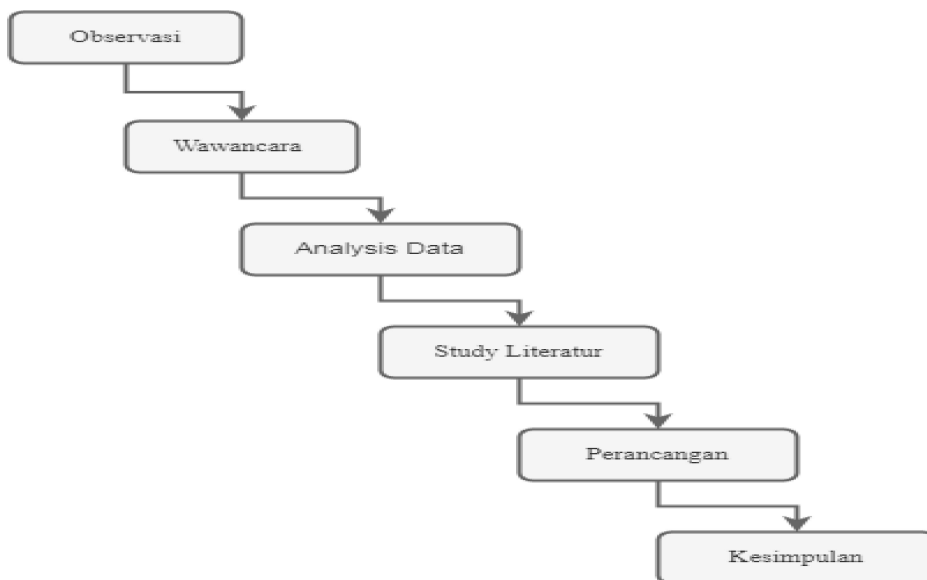 Observasi
Wawancara
Analysis Data
Study Literatur
Perancangan
Kesimpulan